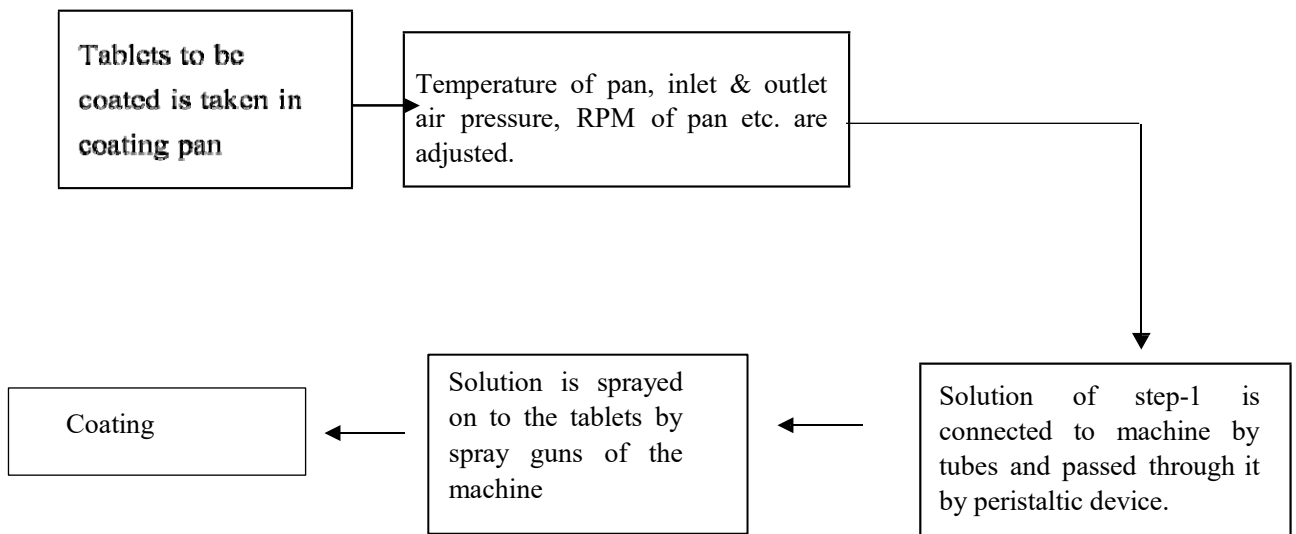 Tablets to be
coated is taken in
coating pan
Temperature of pan, inlet & outlet
air pressure, RPM of pan etc. are
adjusted.
Solution of step-1 is
connected to machine by
tubes and passed through it
by peristaltic device.
Solution is sprayed
on to the tablets by
spray guns of the
machine
Coating